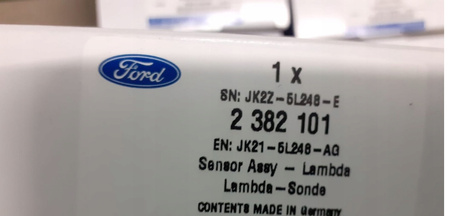 Ford
1 x
SN: JK2Z-5L248-E
2 382 101
EN: JK21-5L248-AG
Sensor Assy - Lambda
Lambda-Sonde
CONTENTS MADE IN Germany